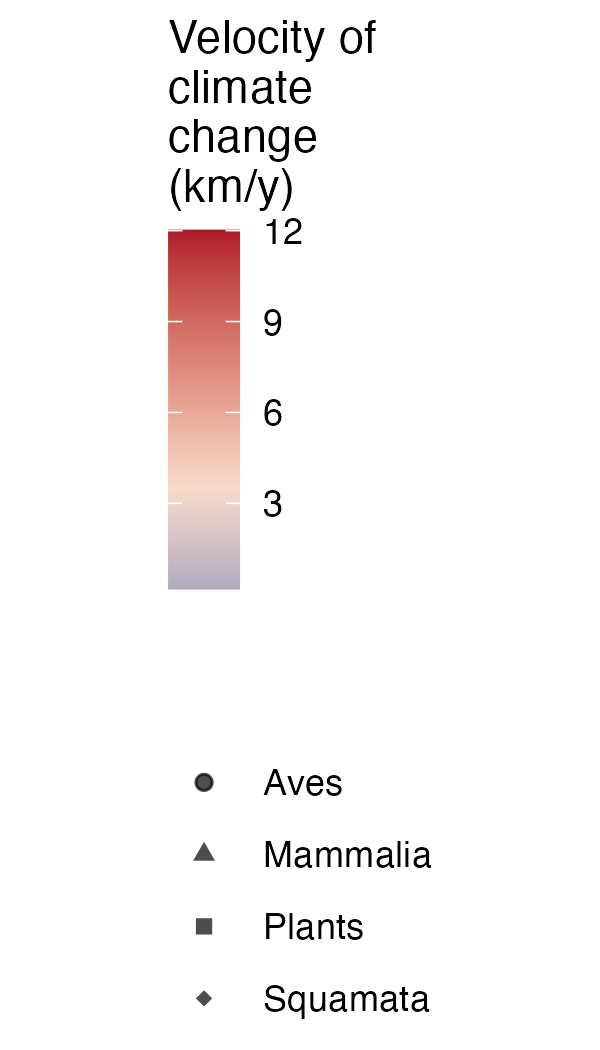 Velocity of
climate
change
(km/y)
12
9
6
3
Aves
Mammalia
Plants
Squamata